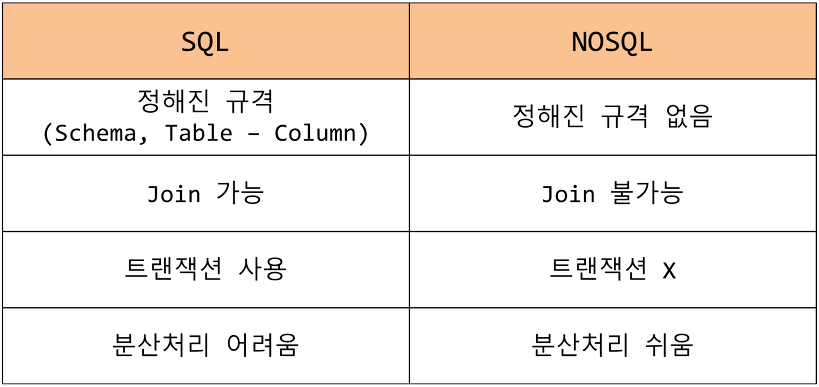 SQL
NOSQL
정해진 규격
(Schema, Table – Column)
정해진 규격 없음
Join 가능
Join 불가능
트랜잭션 사용
트랜잭션 X
분산처리 어려움
분산처리 쉬움